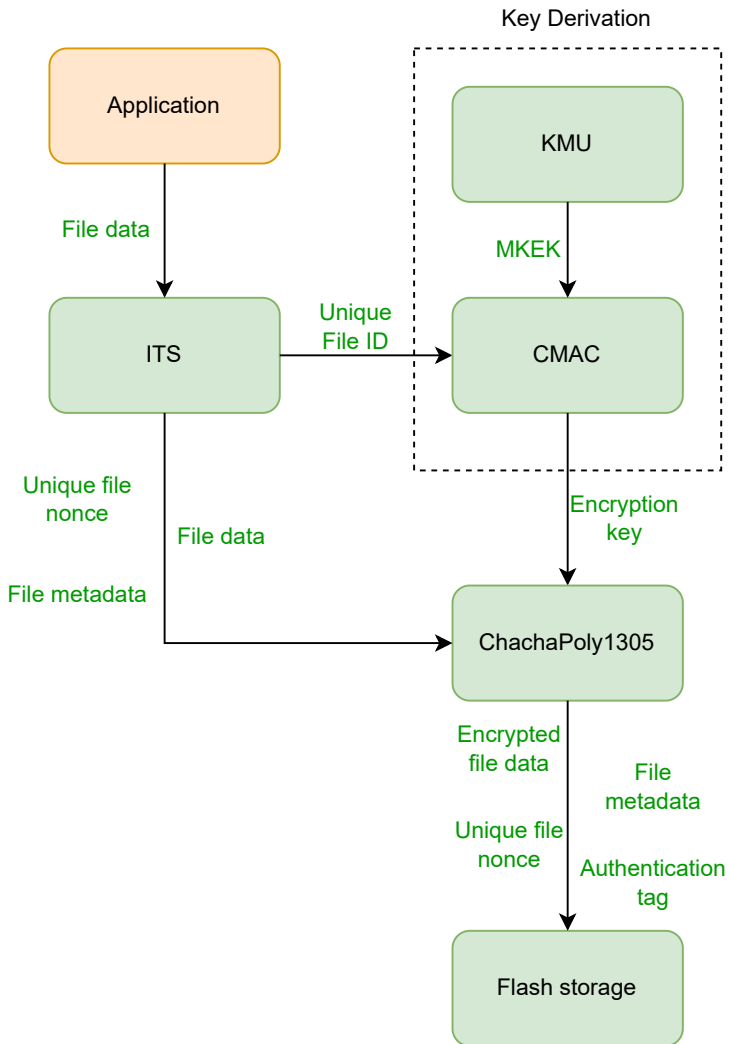 Key Derivation
Application
KMU
File data
MKEK
Unique
File ID
ITS
CMAC
Unique file
nonce
File data
File metadata
Encryption
key
ChachaPoly1305
Encrypted
file data
File
metadata
Unique file
nonce
Authentication
tag
Flash storage